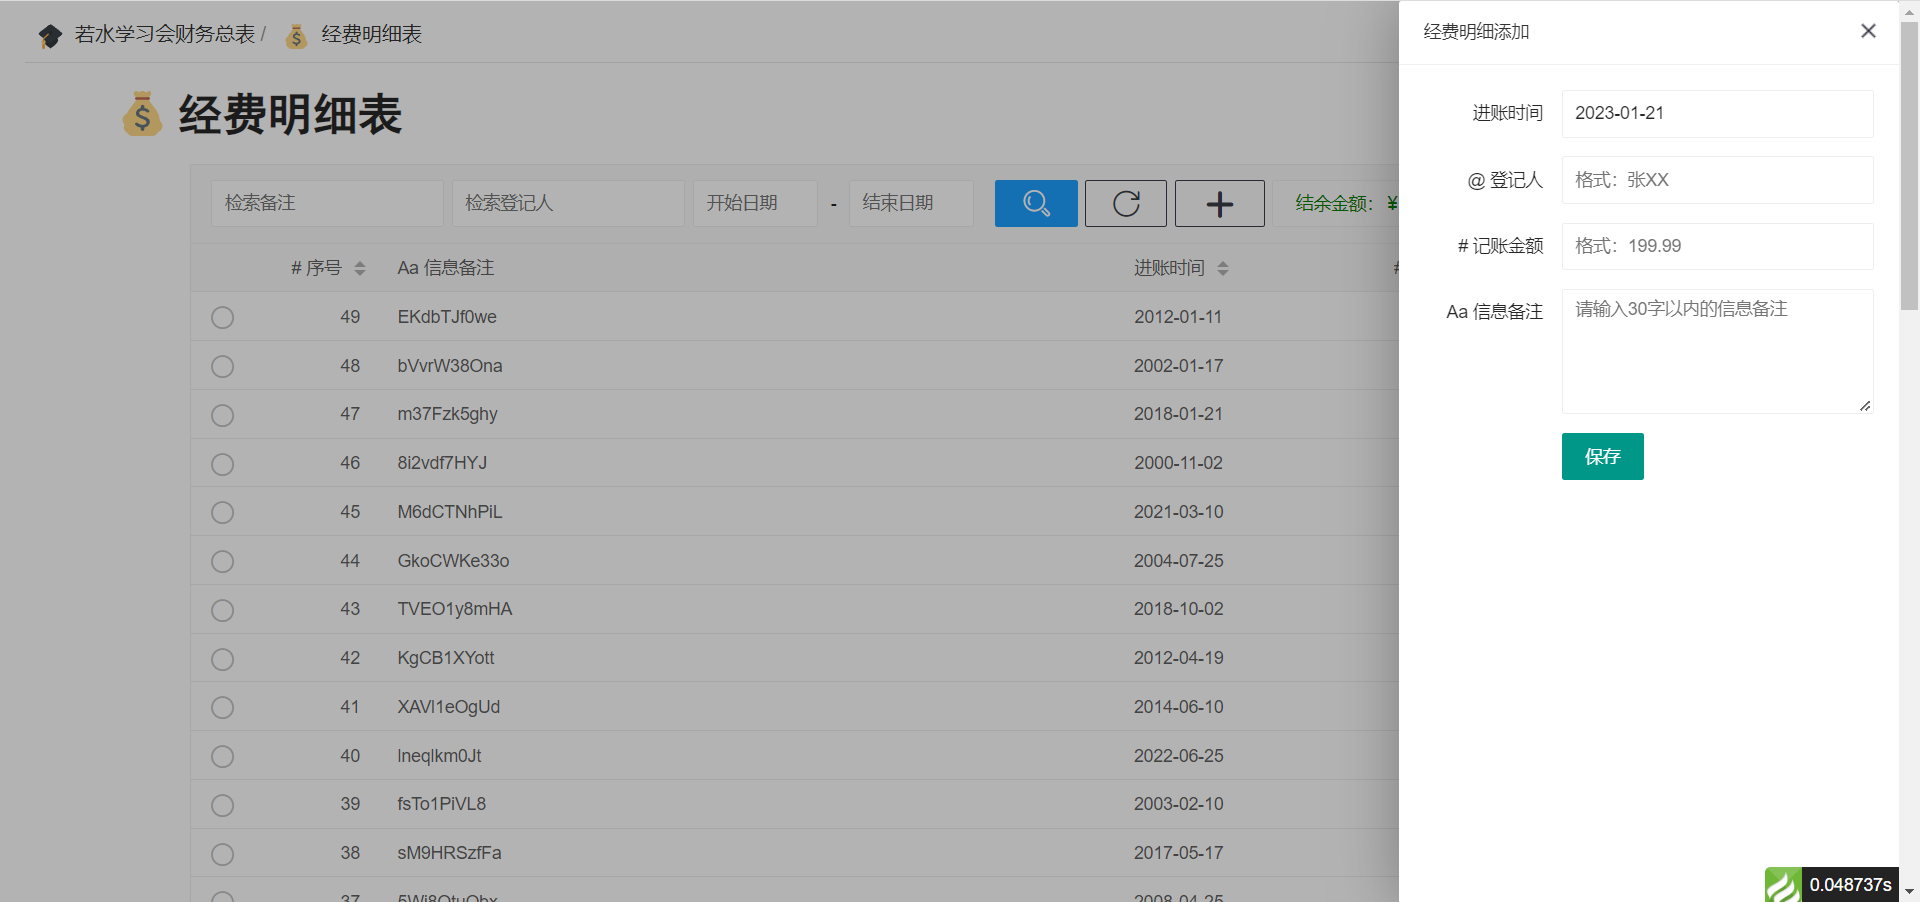 若水学习会财务总表 / 经费明细表
经费明细表
检索备注 检索登记人 开始日期 - 结束日期 结余金额：¥
# 序号 Aa 信息备注 进账时间 #
49 EKdbTJf0we 2012-01-11
48 bVvrW38Ona 2002-01-17
47 m37Fzk5ghy 2018-01-21
46 8i2vdf7HYJ 2000-11-02
45 M6dCTNhPiL 2021-03-10
44 GkoCWKe33o 2004-07-25
43 TVEO1y8mHA 2018-10-02
42 KgCB1XYott 2012-04-19
41 2014-06-10
40 2022-06-25
39 fsTo1PiVL8 2003-02-10
38 sM9HRSzfFa 2017-05-17
37 2008-04-25
经费明细添加
进账时间 2023-01-21
@ 登记人 格式：张XX
# 记账金额 格式：199.99
Aa 信息备注 请输入30字以内的信息备注
保存
0.048737s